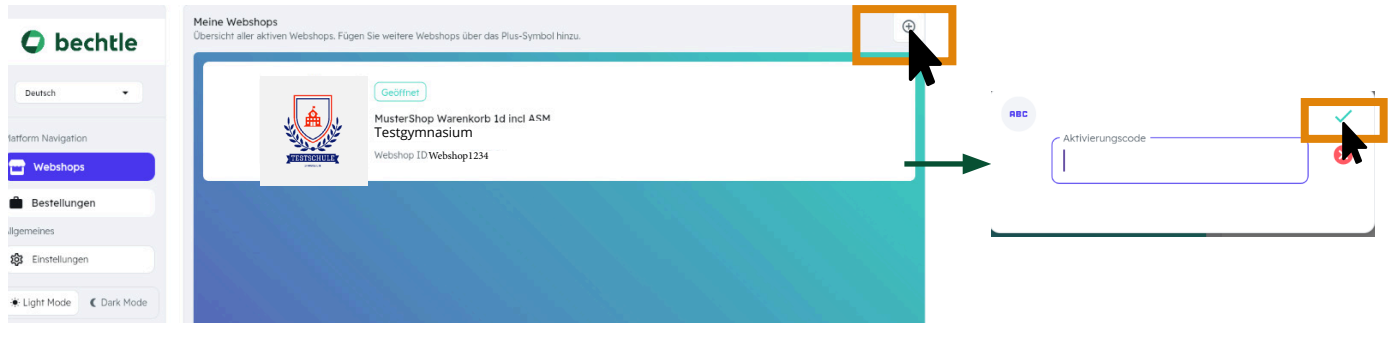 bechtle
Deutsch
lattform Navigation
Webshops
Bestellungen
llgemeines
Einstellungen
Light Mode
Dark Mode
Meine Webshops
Übersicht aller aktiven Webshops. Fügen Sie weitere Webshops über das Plus-Symbol hinzu.
TESTSCHULE
Geöffnet
MusterShop Warenkorb 1d incl ASM
Testgymnasium
Webshop ID Webshop1234
ABC
Aktivierungscode